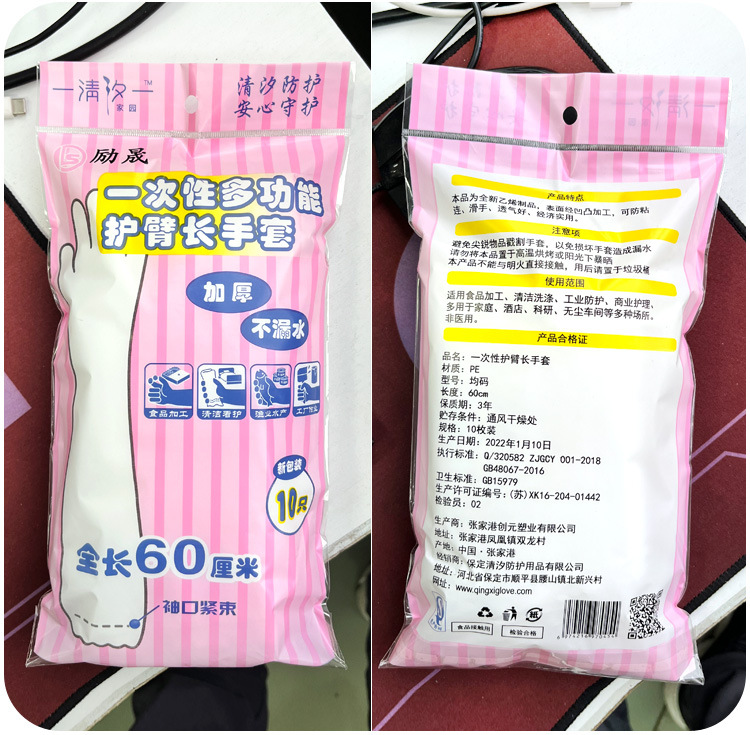 一清汐一™
家园
清汐防护
安心守护
LS 励晟
一次性多功能
护臂长手套
加厚
不漏水
食品加工
清洁看护
渔业水产
工厂作业
新包装
10只
全长60厘米
袖口紧束
产品特点
本品为全新乙烯制品，表面经凹凸加工，可防粘
连、滑手、透气好、经济实用。
注意项
避免尖锐物品戳割手套，以免损坏手套造成漏水
请勿将本品置于高温烘烤或阳光下暴晒
本产品不能与明火直接接触，用后请置于垃圾桶
使用范围
适用食品加工、清洁洗涤、工业防护、商业护理、
多用于家庭、酒店、科研、无尘车间等多种场所。
非医用。
产品合格证
品名：一次性护臂长手套
材质：PE
型号：均码
长度：60cm
保质期：3年
贮存条件：通风干燥处
规格：10枚装
生产日期：2022年1月10日
执行标准：Q/320582 ZJGCY 001-2018
GB48067-2016
卫生标准：GB15979
生产许可证编号：(苏)XK16-204-01442
检验员：02
生产商：张家港创元塑业有限公司
地址：张家港凤凰镇双龙村
产地：中国·张家港
经销商：保定清汐防护用品有限公司
地址：河北省保定市顺平县腰山镇北新兴村
网址：www.qingxiglove.com
食品接触用
检验合格